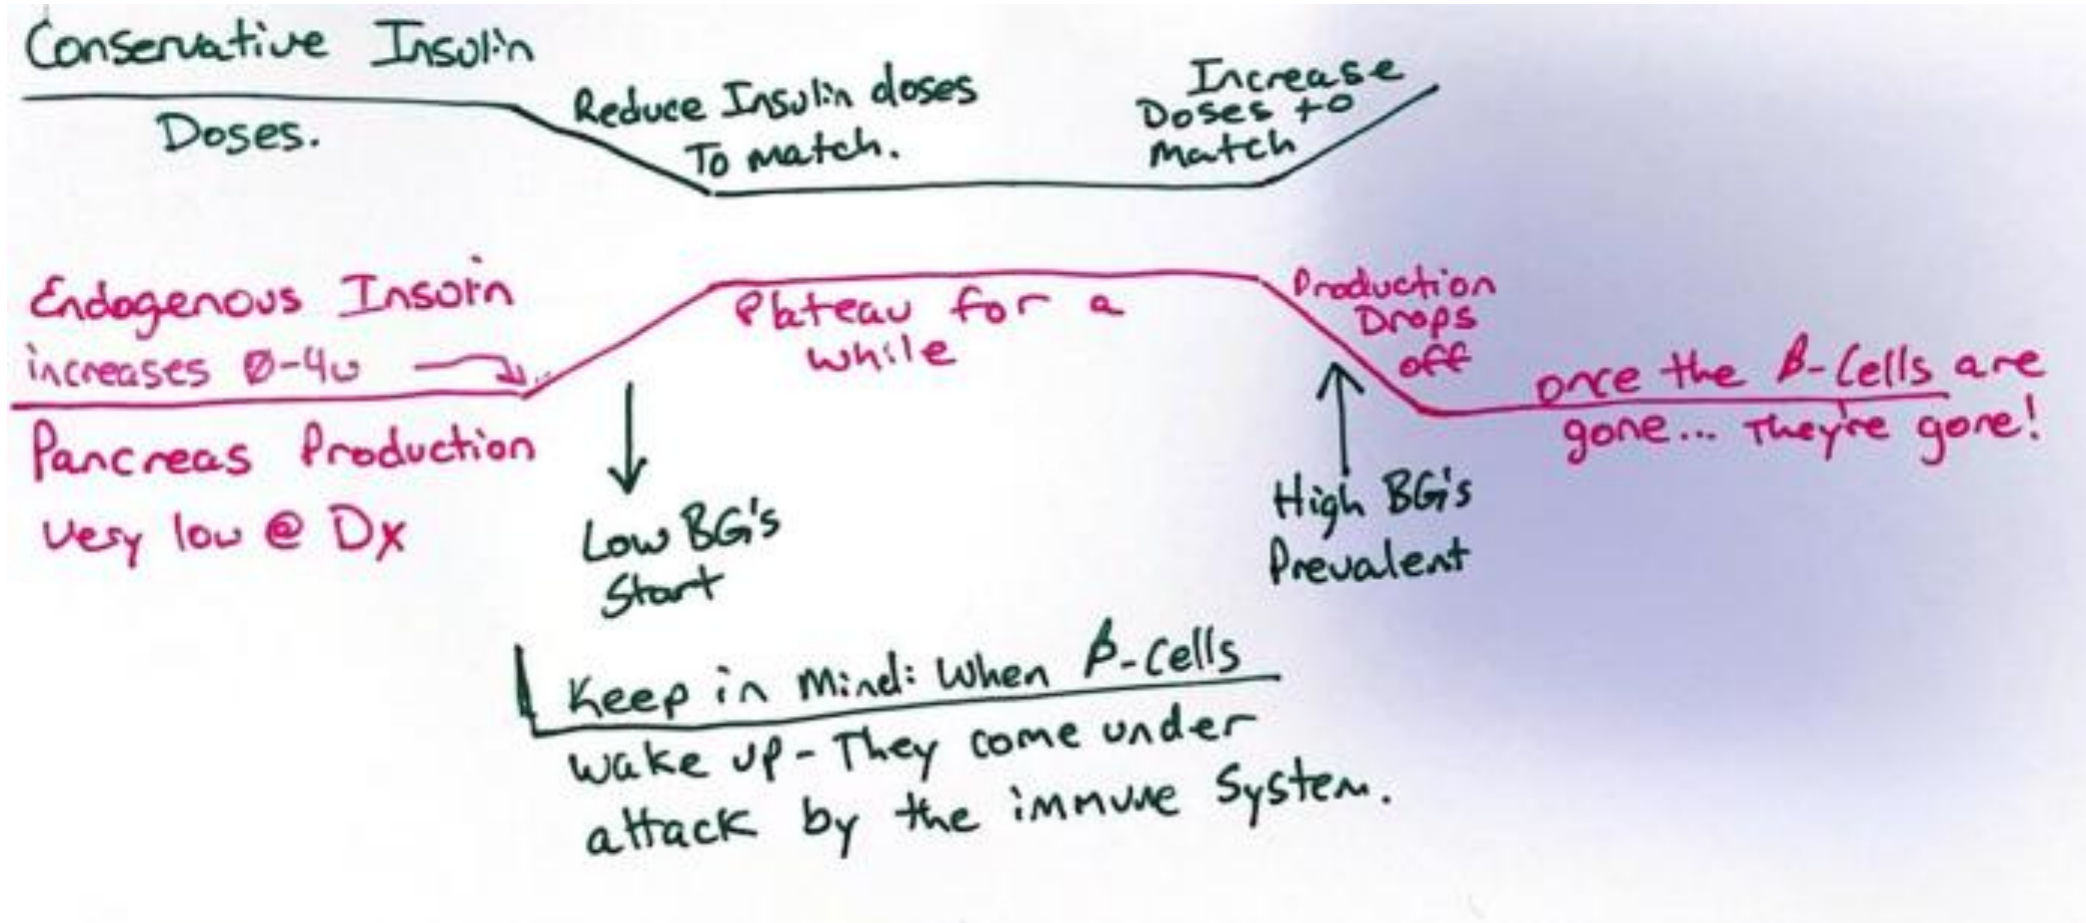 Conservative Insulin
Doses.
Reduce Insulin doses
To match.
Increase
Doses to
Match
Endogenous Insulin
increases Ø-4u
Pancreas Production
very low @ Dx
Plateau for a
while
Production
Drops
off
once the β-Cells are
gone... They're gone!
Low BG's
Start
High BG's
Prevalent
Keep in Mind: When β-Cells
wake up - They come under
attack by the immune System.